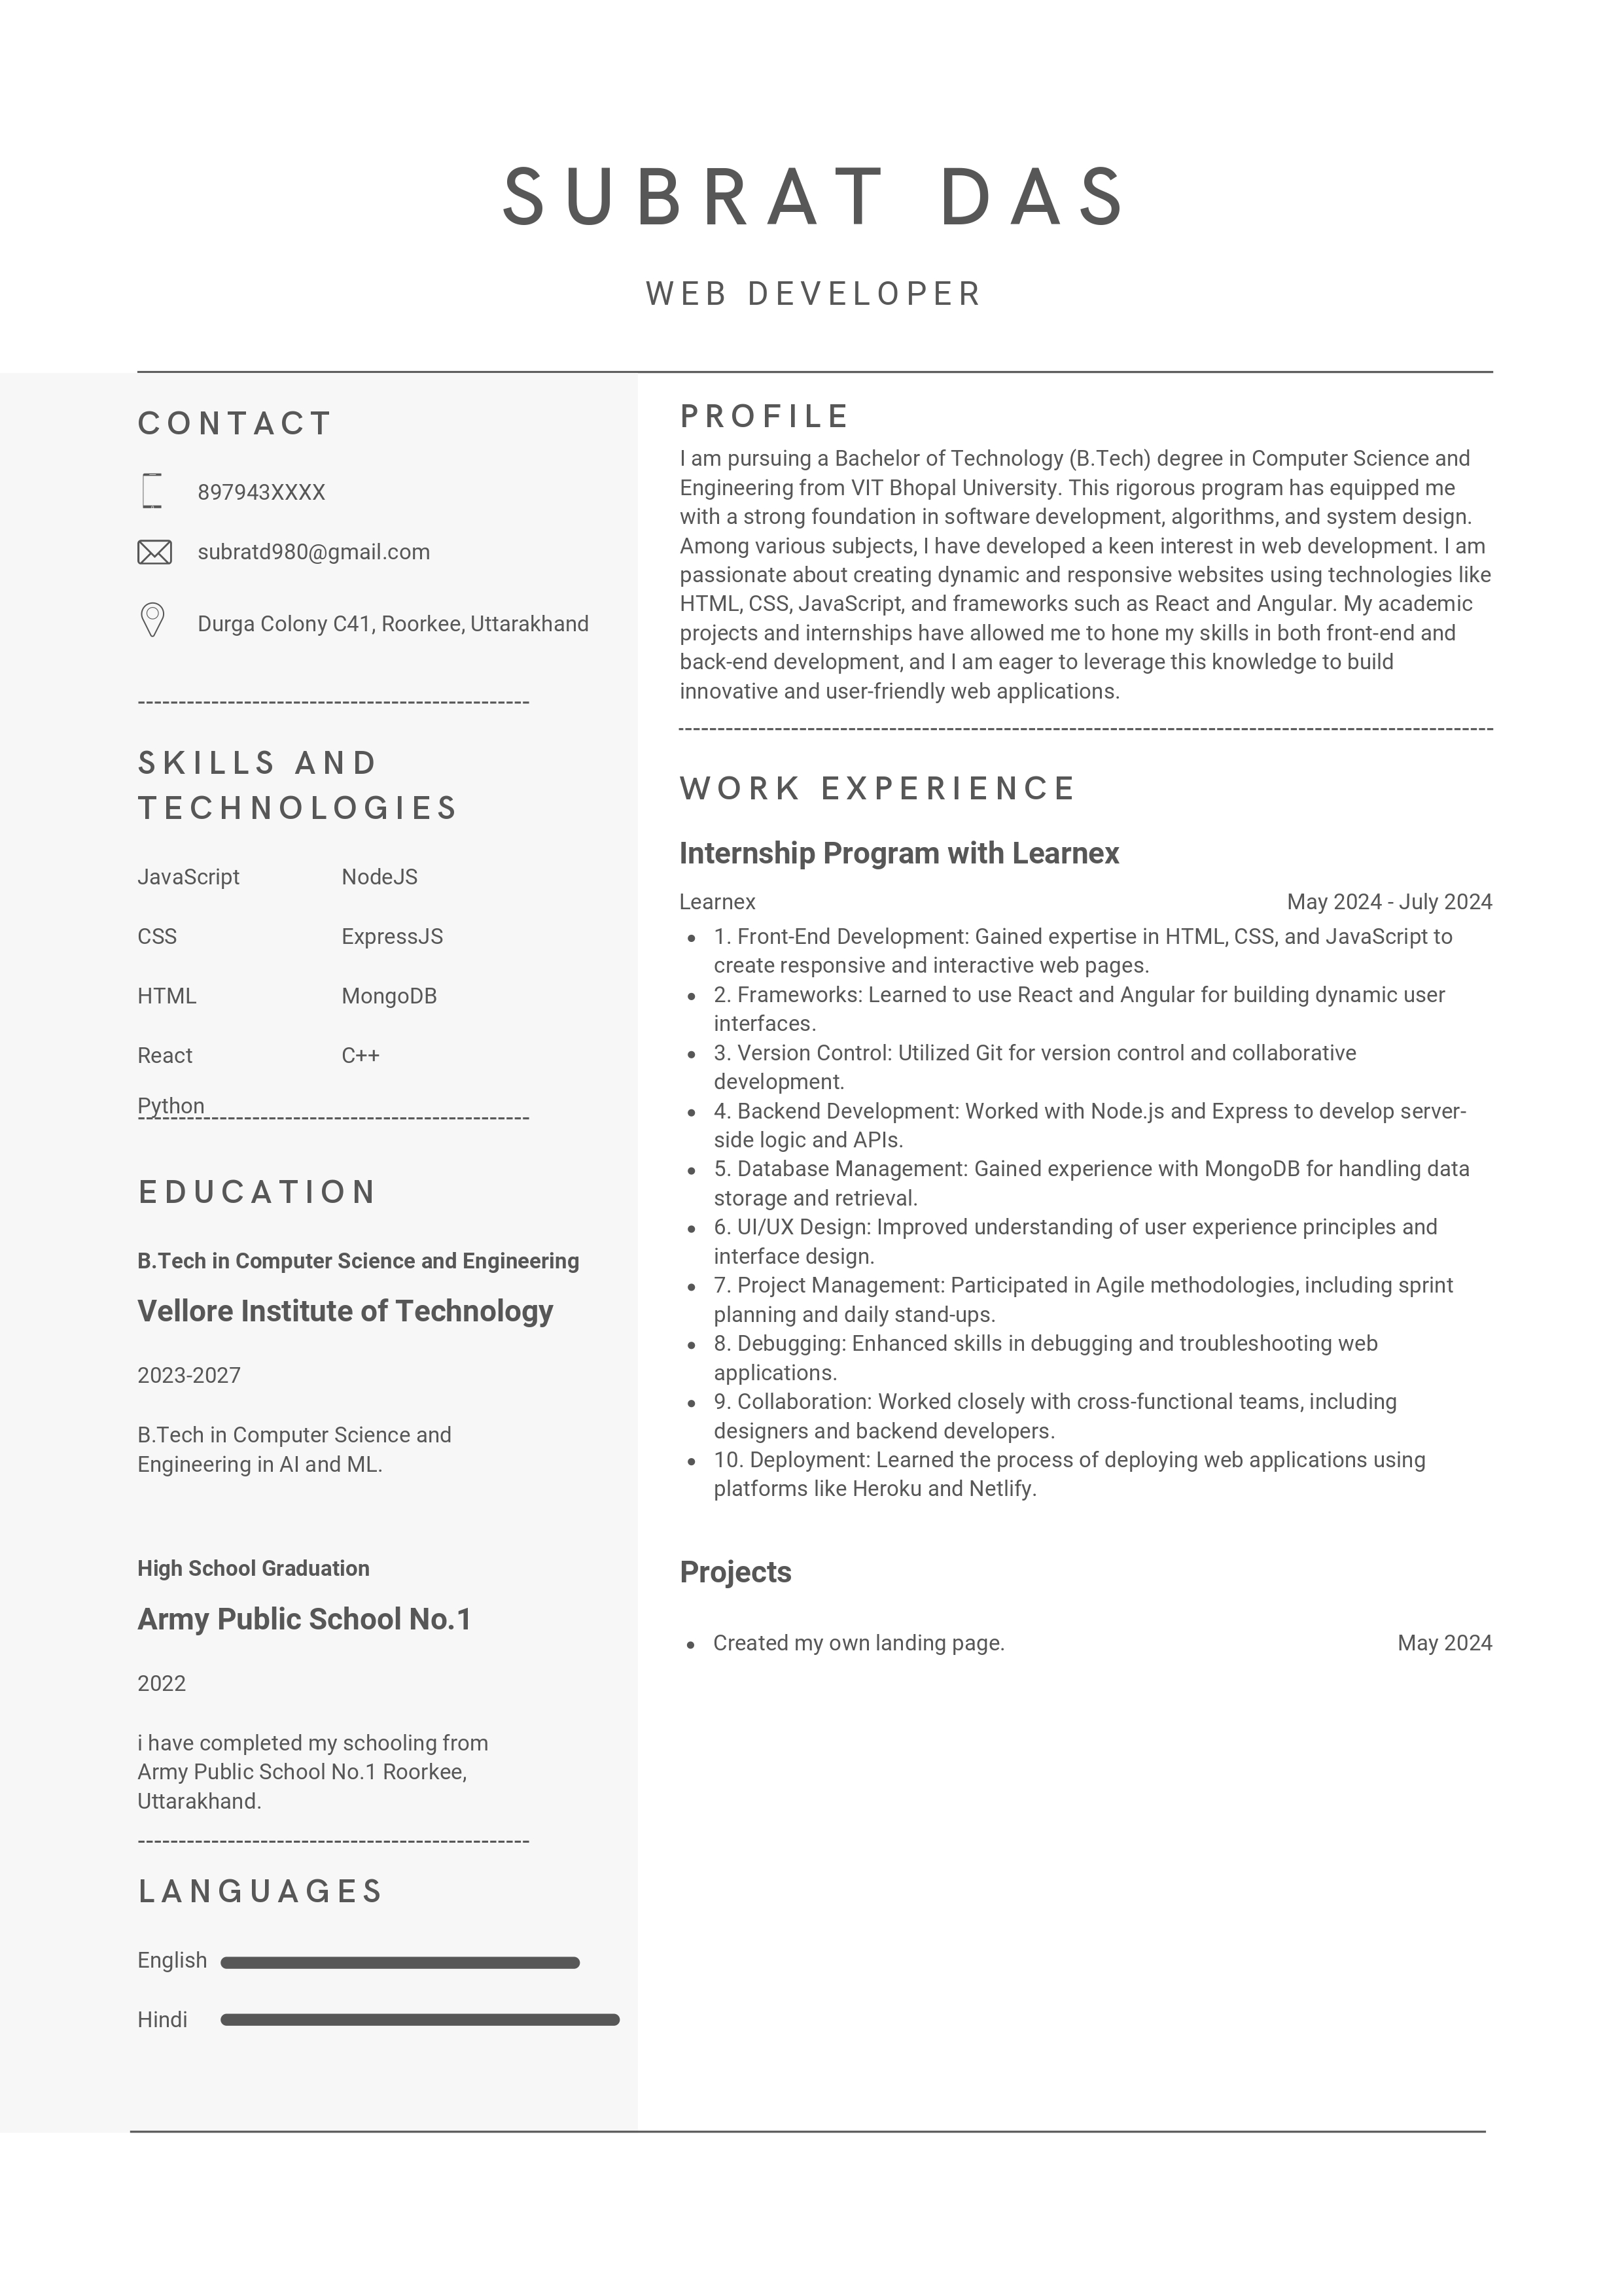 SUBRAT DAS
WEB DEVELOPER
CONTACT
897943XXXX
subratd980@gmail.com
Durga Colony C41, Roorkee, Uttarakhand
-----------------------------------------------
SKILLS AND
TECHNOLOGIES
JavaScript NodeJS
CSS ExpressJS
HTML MongoDB
React C++
Python
-----------------------------------------------
EDUCATION
B.Tech in Computer Science and Engineering
Vellore Institute of Technology
2023-2027
B.Tech in Computer Science and
Engineering in AI and ML.
High School Graduation
Army Public School No.1
2022
i have completed my schooling from
Army Public School No.1 Roorkee,
Uttarakhand.
-----------------------------------------------
LANGUAGES
English
Hindi
PROFILE
I am pursuing a Bachelor of Technology (B.Tech) degree in Computer Science and
Engineering from VIT Bhopal University. This rigorous program has equipped me
with a strong foundation in software development, algorithms, and system design.
Among various subjects, I have developed a keen interest in web development. I am
passionate about creating dynamic and responsive websites using technologies like
HTML, CSS, JavaScript, and frameworks such as React and Angular. My academic
projects and internships have allowed me to hone my skills in both front-end and
back-end development, and I am eager to leverage this knowledge to build
innovative and user-friendly web applications.
WORK EXPERIENCE
Internship Program with Learnex
Learnex May 2024 - July 2024
• 1. Front-End Development: Gained expertise in HTML, CSS, and JavaScript to
create responsive and interactive web pages.
• 2. Frameworks: Learned to use React and Angular for building dynamic user
interfaces.
• 3. Version Control: Utilized Git for version control and collaborative
development.
• 4. Backend Development: Worked with Node.js and Express to develop server-
side logic and APIs.
• 5. Database Management: Gained experience with MongoDB for handling data
storage and retrieval.
• 6. UI/UX Design: Improved understanding of user experience principles and
interface design.
• 7. Project Management: Participated in Agile methodologies, including sprint
planning and daily stand-ups.
• 8. Debugging: Enhanced skills in debugging and troubleshooting web
applications.
• 9. Collaboration: Worked closely with cross-functional teams, including
designers and backend developers.
• 10. Deployment: Learned the process of deploying web applications using
platforms like Heroku and Netlify.
Projects
• Created my own landing page. May 2024